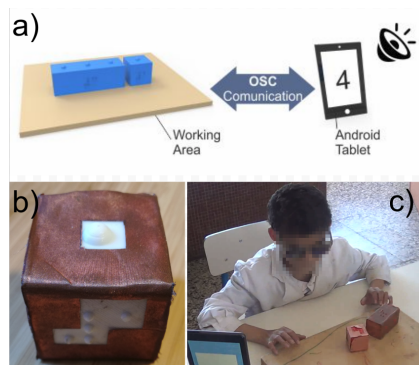 a)
OSC
Comunication
4
Working
Area
Android
Tablet
b)
c)